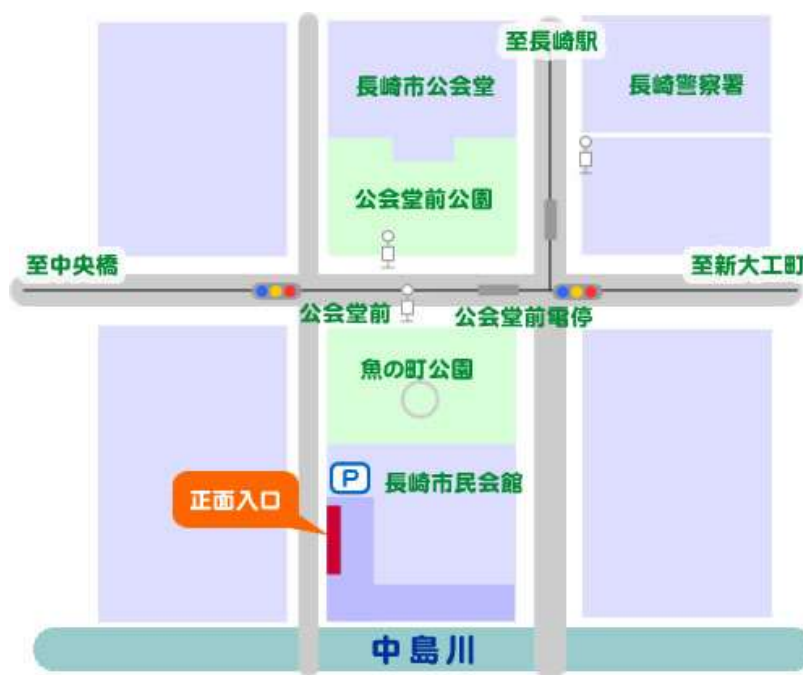 至長崎駅
長崎市公会堂
長崎警察署
公会堂前公園
至中央橋
至新大工町
公会堂前
公会堂前電停
魚の町公園
P
長崎市民会館
正面入口
中島川